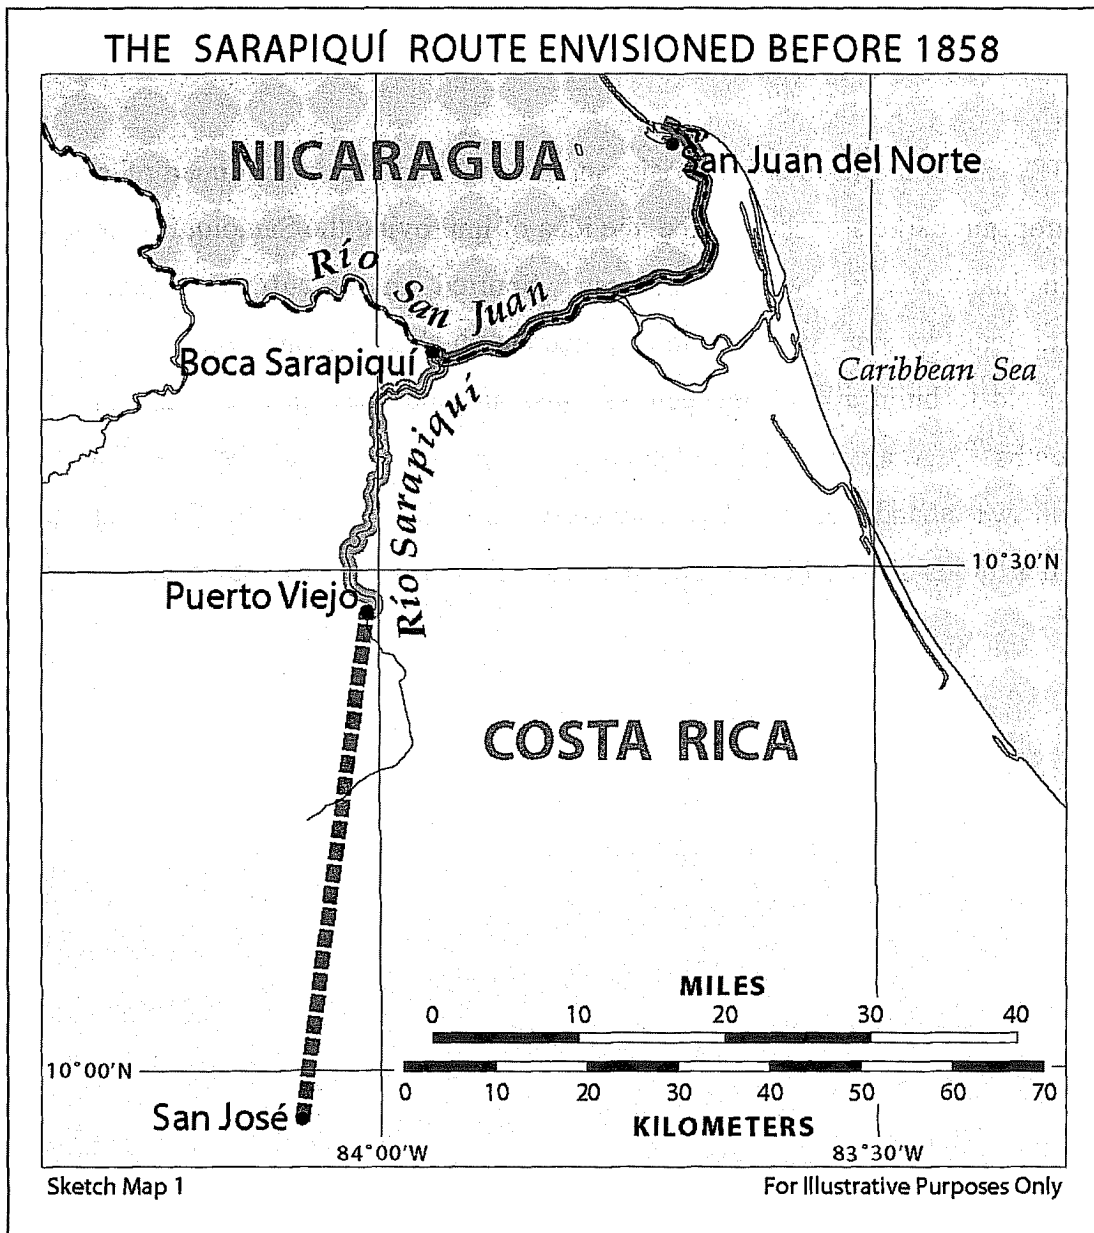 THE SARAPIQUÍ ROUTE ENVISIONED BEFORE 1858
NICARAGUA
San Juan del Norte
Río San Juan
Boca Sarapiquí
Caribbean Sea
Río Sarapiquí
10°30'N
Puerto Viejo
COSTA RICA
MILES
0 10 20 30 40
10°00'N
0 10 20 30 40 50 60 70
KILOMETERS
San José
84°00'W
83°30'W
Sketch Map 1
For Illustrative Purposes Only